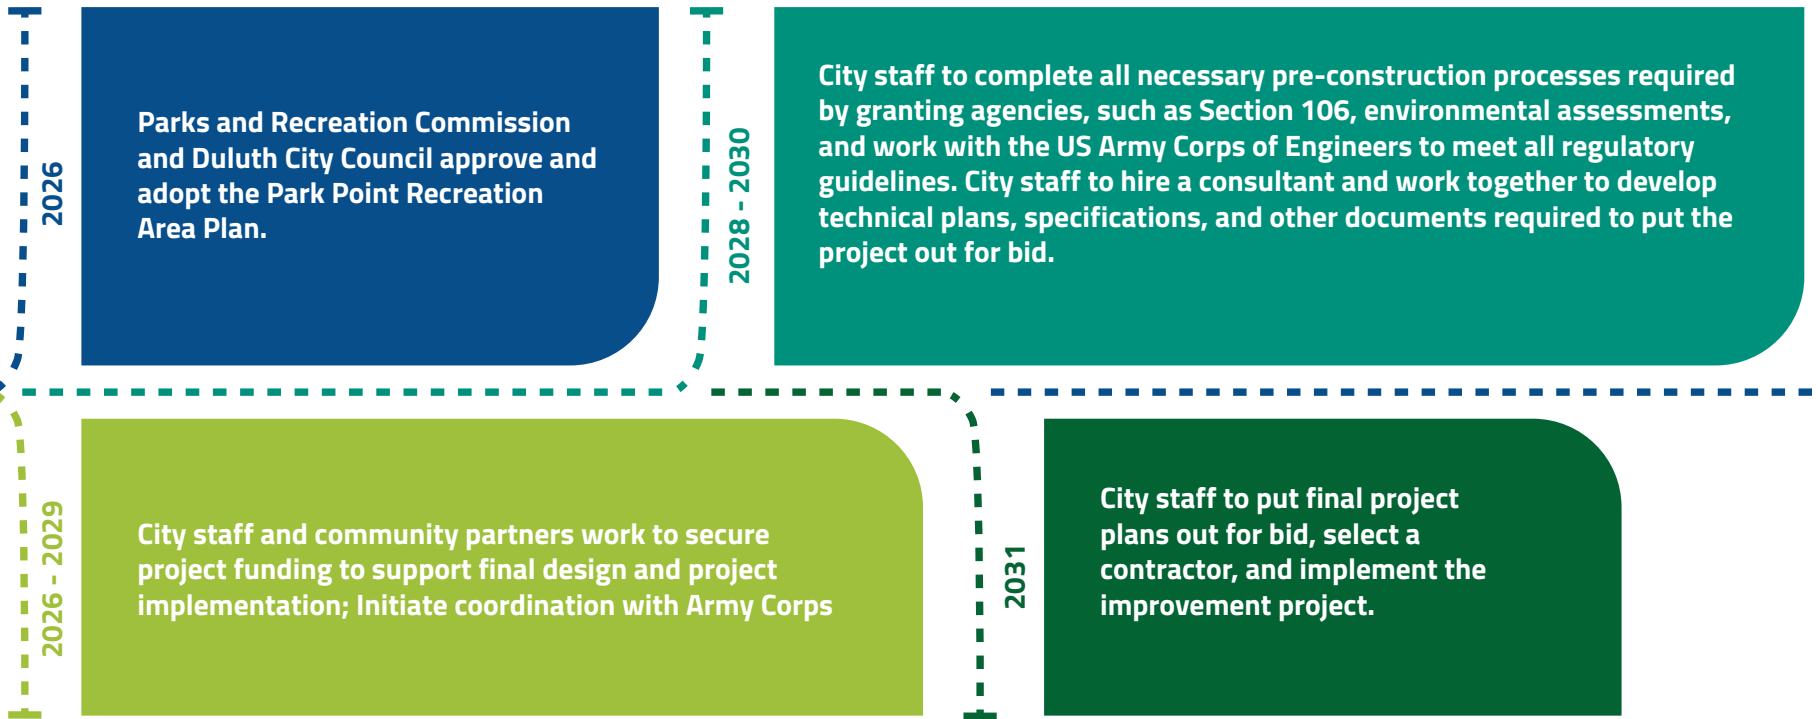 2026
Parks and Recreation Commission
and Duluth City Council approve and
adopt the Park Point Recreation
Area Plan.
2026 - 2029
City staff and community partners work to secure
project funding to support final design and project
implementation; Initiate coordination with Army Corps
2028 - 2030
City staff to complete all necessary pre-construction processes required
by granting agencies, such as Section 106, environmental assessments,
and work with the US Army Corps of Engineers to meet all regulatory
guidelines. City staff to hire a consultant and work together to develop
technical plans, specifications, and other documents required to put the
project out for bid.
2031
City staff to put final project
plans out for bid, select a
contractor, and implement the
improvement project.